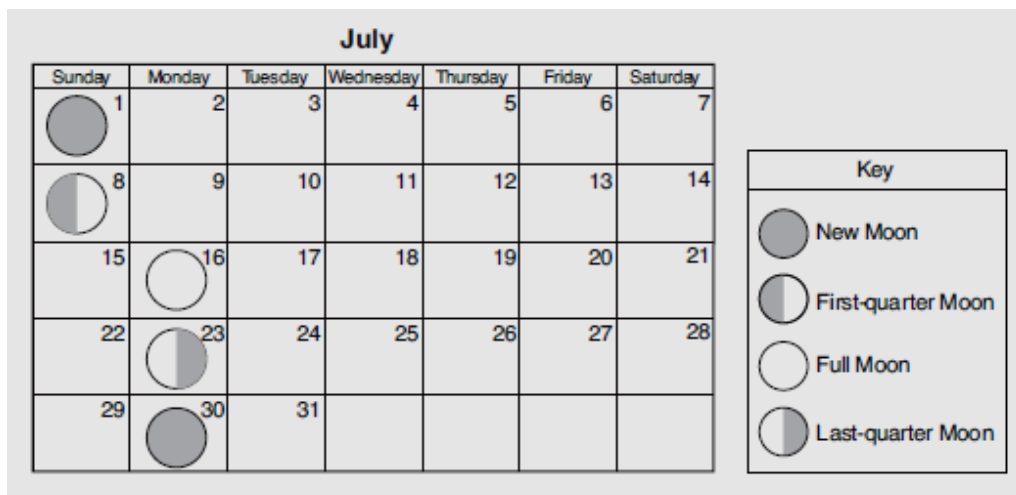 July
Sunday Monday Tuesday Wednesday Thursday Friday Saturday
1 2 3 4 5 6 7
8 9 10 11 12 13 14
15 16 17 18 19 20 21
22 23 24 25 26 27 28
29 30 31
Key
New Moon
First-quarter Moon
Full Moon
Last-quarter Moon